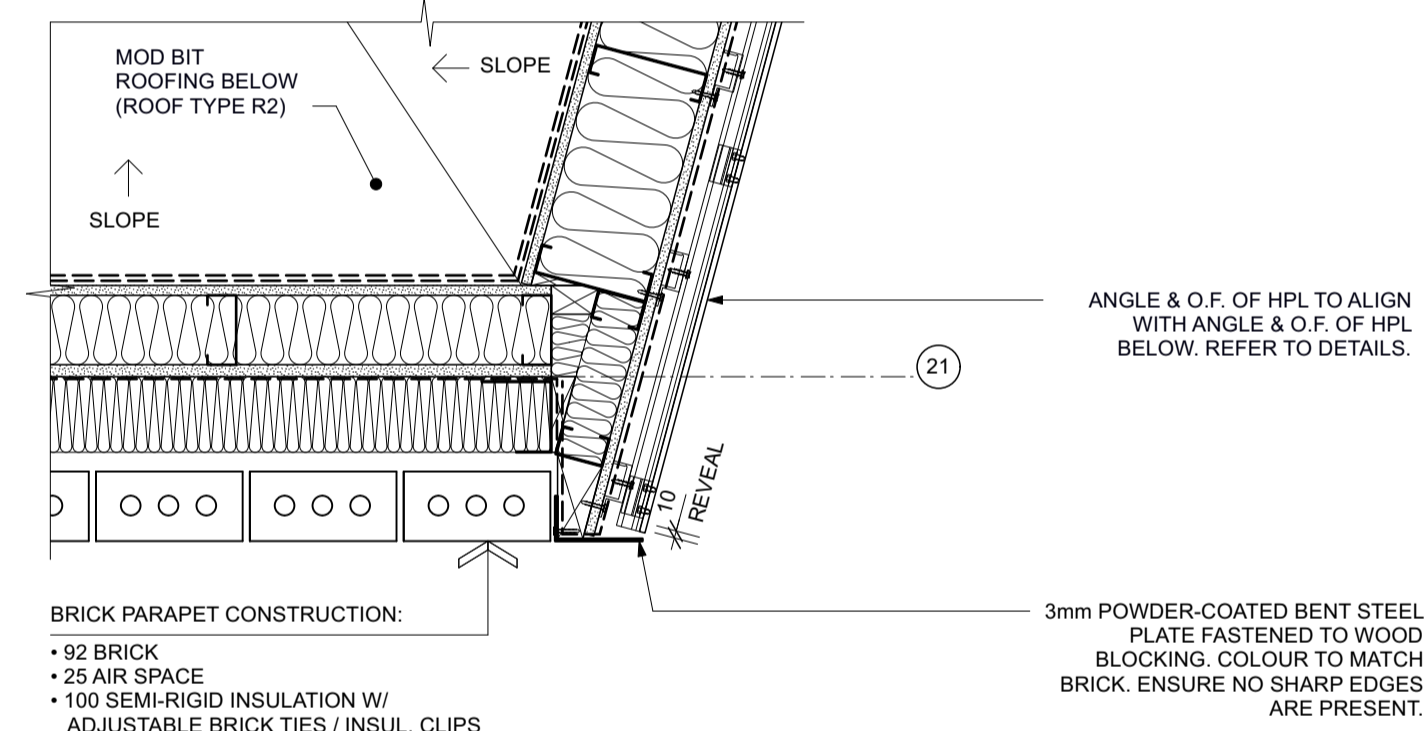 MOD BIT
ROOFING BELOW
(ROOF TYPE R2)
SLOPE
SLOPE
ANGLE & O.F. OF HPL TO ALIGN
WITH ANGLE & O.F. OF HPL
BELOW. REFER TO DETAILS.
21
10
REVEAL
BRICK PARAPET CONSTRUCTION:
• 92 BRICK
• 25 AIR SPACE
• 100 SEMI-RIGID INSULATION W/
ADJUSTABLE BRICK TIES / INSUL. CLIPS
3mm POWDER-COATED BENT STEEL
PLATE FASTENED TO WOOD
BLOCKING. COLOUR TO MATCH
BRICK. ENSURE NO SHARP EDGES
ARE PRESENT.